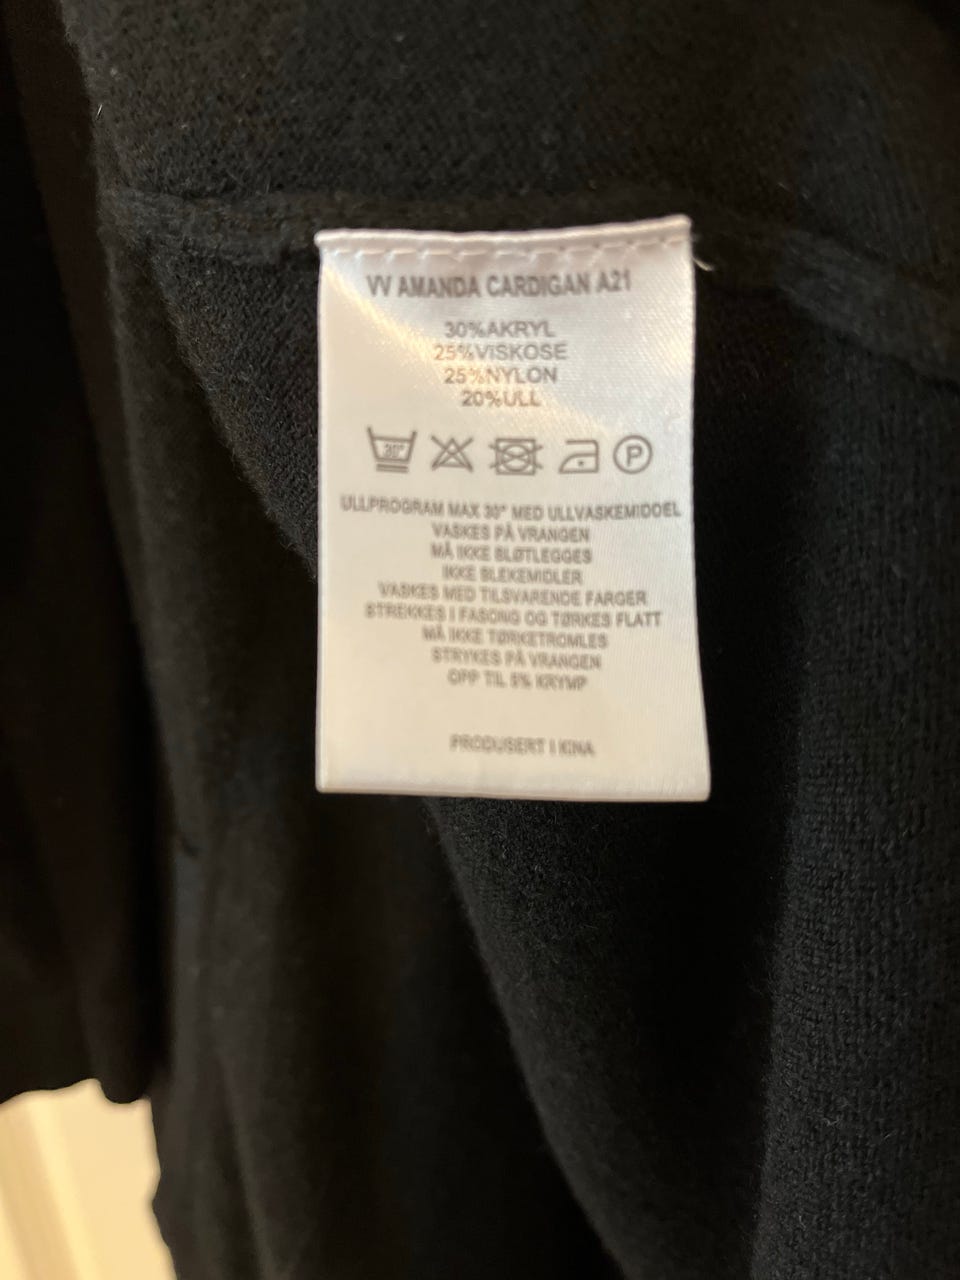 VV AMANDA CARDIGAN A21
30%AKRYL
25%VISKOSE
25%NYLON
20%ULL
30° P
ULLPROGRAM MAX 30° MED ULLVASKEMIDDEL
VASKES PÅ VRANGEN
MÅ IKKE BLØTLEGGES
IKKE BLEKEMIDLER
VASKES MED TILSVARENDE FARGER
STREKKES I FASONG OG TØRKES FLATT
MÅ IKKE TØRKETROMLES
STRYKES PÅ VRANGEN
OPP TIL 5% KRYMP
PRODUSERT I KINA